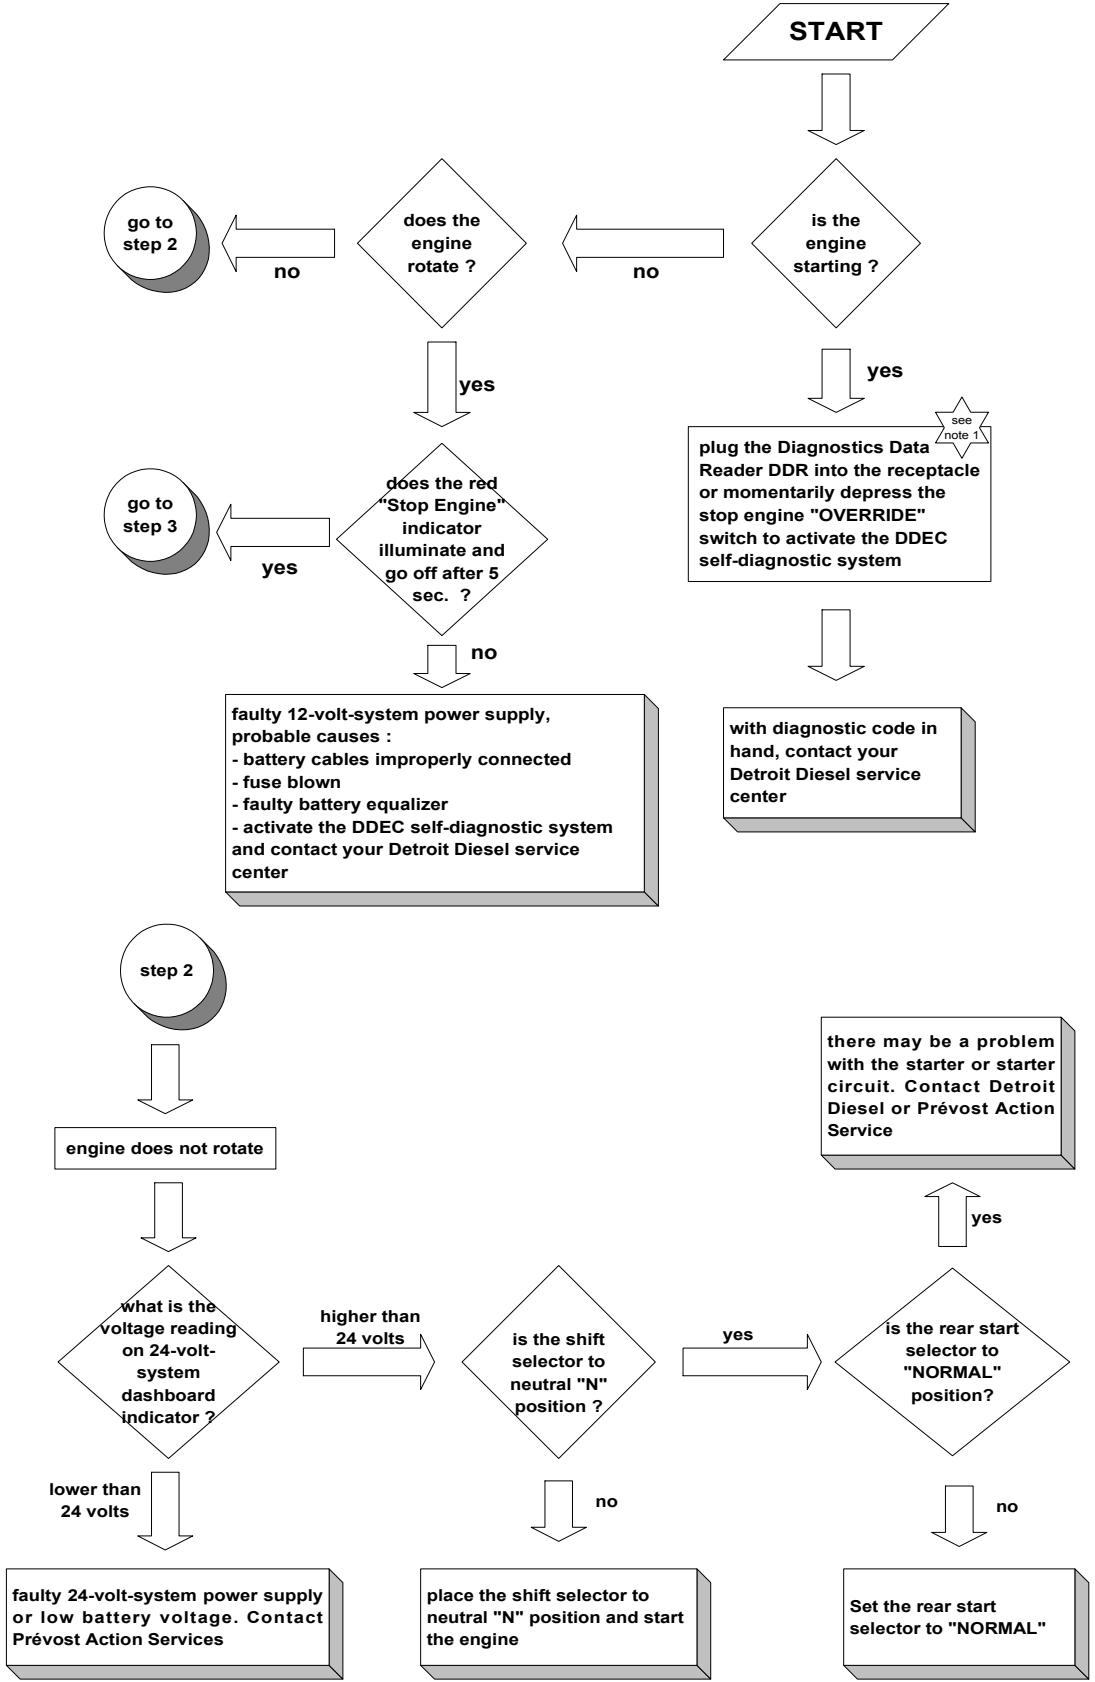 START
is the
engine
starting ?
no
does the
engine
rotate ?
no
go to
step 2
yes
yes
see
note 1
plug the Diagnostics Data
Reader DDR into the receptacle
or momentarily depress the
stop engine "OVERRIDE"
switch to activate the DDEC
self-diagnostic system
does the red
"Stop Engine"
indicator
illuminate and
go off after 5
sec. ?
yes
go to
step 3
no
faulty 12-volt-system power supply,
probable causes :
- battery cables improperly connected
- fuse blown
- faulty battery equalizer
- activate the DDEC self-diagnostic system
and contact your Detroit Diesel service
center
with diagnostic code in
hand, contact your
Detroit Diesel service
center
step 2
engine does not rotate
what is the
voltage reading
on 24-volt-
system
dashboard
indicator ?
higher than
24 volts
is the shift
selector to
neutral "N"
position ?
yes
is the rear start
selector to
"NORMAL"
position?
yes
there may be a problem
with the starter or starter
circuit. Contact Detroit
Diesel or Prévost Action
Service
lower than
24 volts
no
no
faulty 24-volt-system power supply
or low battery voltage. Contact
Prévost Action Services
place the shift selector to
neutral "N" position and start
the engine
Set the rear start
selector to "NORMAL"